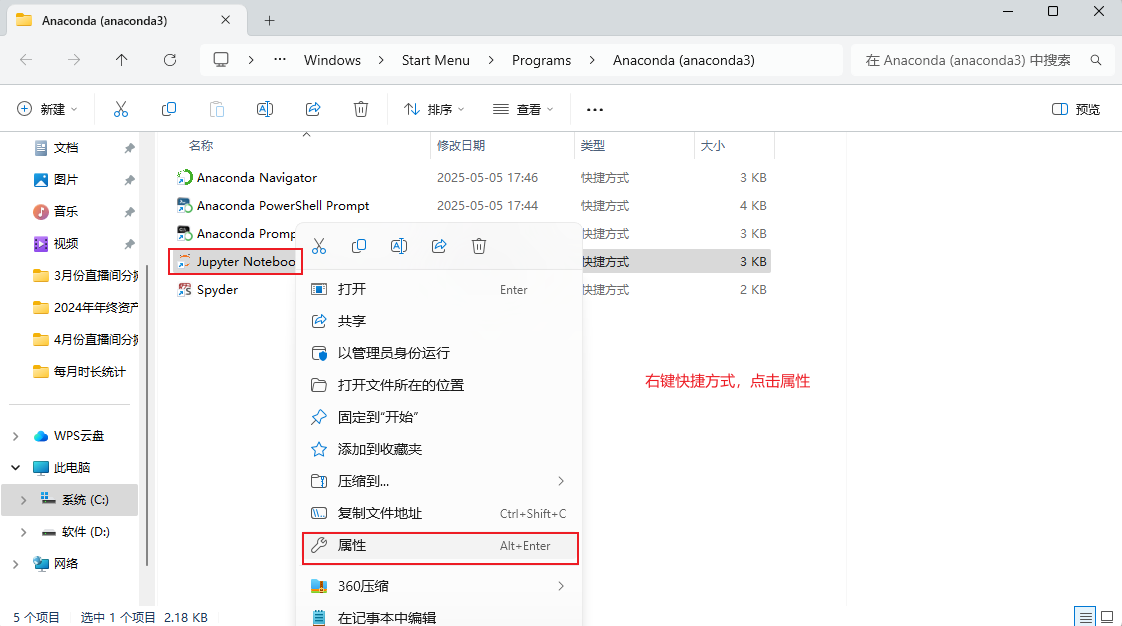 Anaconda (anaconda3)
Windows
Start Menu
Programs
Anaconda (anaconda3)
在 Anaconda (anaconda3) 中搜索
新建
排序
查看
预览
文档
图片
音乐
视频
3月份直播间分摊
2024年年终资产
4月份直播间分摊
每月时长统计
WPS云盘
此电脑
系统 (C:)
软件 (D:)
网络
名称 修改日期 类型 大小
Anaconda Navigator 2025-05-05 17:46 快捷方式 3 KB
Anaconda PowerShell Prompt 2025-05-05 17:44 快捷方式 4 KB
Anaconda Promp 快捷方式 3 KB
Jupyter Noteboo 快捷方式 3 KB
Spyder 快捷方式 2 KB
打开 Enter
共享
以管理员身份运行
打开文件所在的位置
固定到"开始"
添加到收藏夹
压缩到...
复制文件地址 Ctrl+Shift+C
属性 Alt+Enter
360压缩
在记事本中编辑
右键快捷方式，点击属性
5 个项目 选中 1 个项目 2.18 KB